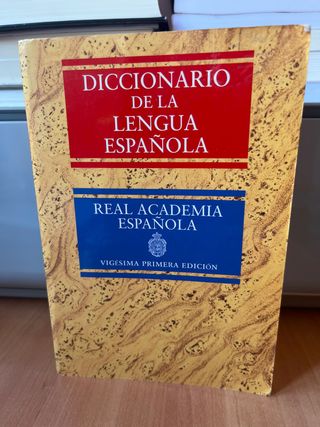 DICCIONARIO
DE LA
LENGUA
ESPAÑOLA
REAL ACADEMIA
ESPAÑOLA
VIGÉSIMA PRIMERA EDICIÓN